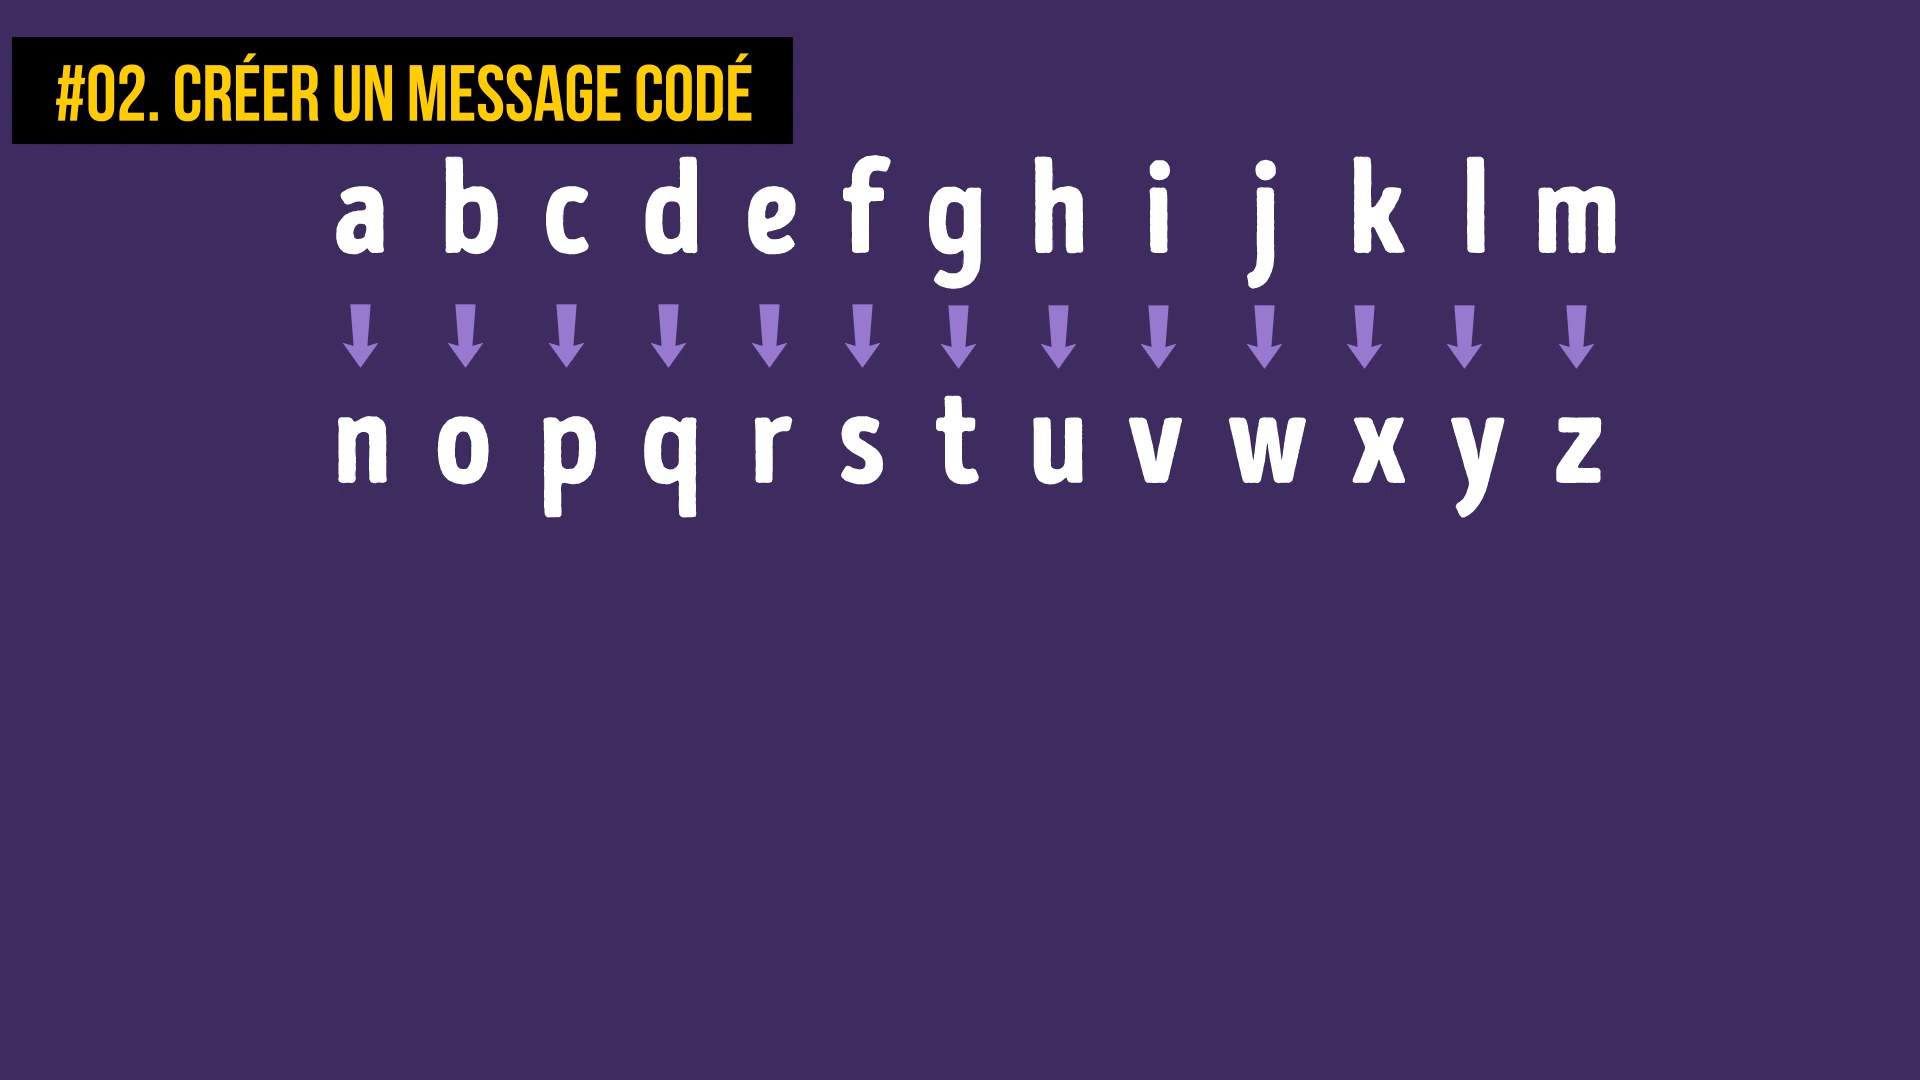 #02. CRÉER UN MESSAGE CODÉ
a b c d e f g h i j k l m
n o p q r s t u v w x y z